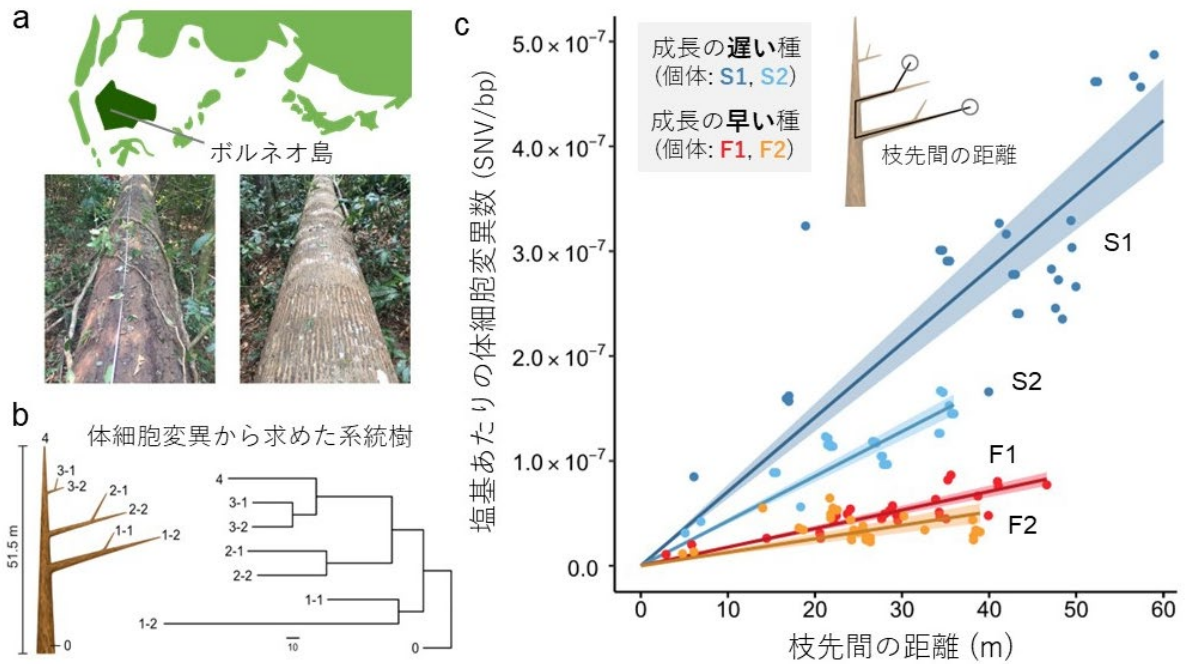 a
ボルネオ島
b
体細胞変異から求めた系統樹
4
3-1
3-2
2-1
2-2
1-1
1-2
51.5 m
0
4
3-1
3-2
2-1
2-2
1-1
1-2
10
0
c
成長の遅い種
(個体: S1, S2)
成長の早い種
(個体: F1, F2)
枝先間の距離
塩基あたりの体細胞変異数 (SNV/bp)
5.0×10⁻⁷
4.0×10⁻⁷
3.0×10⁻⁷
2.0×10⁻⁷
1.0×10⁻⁷
0.0
S1
S2
F1
F2
0 10 20 30 40 50 60
枝先間の距離 (m)